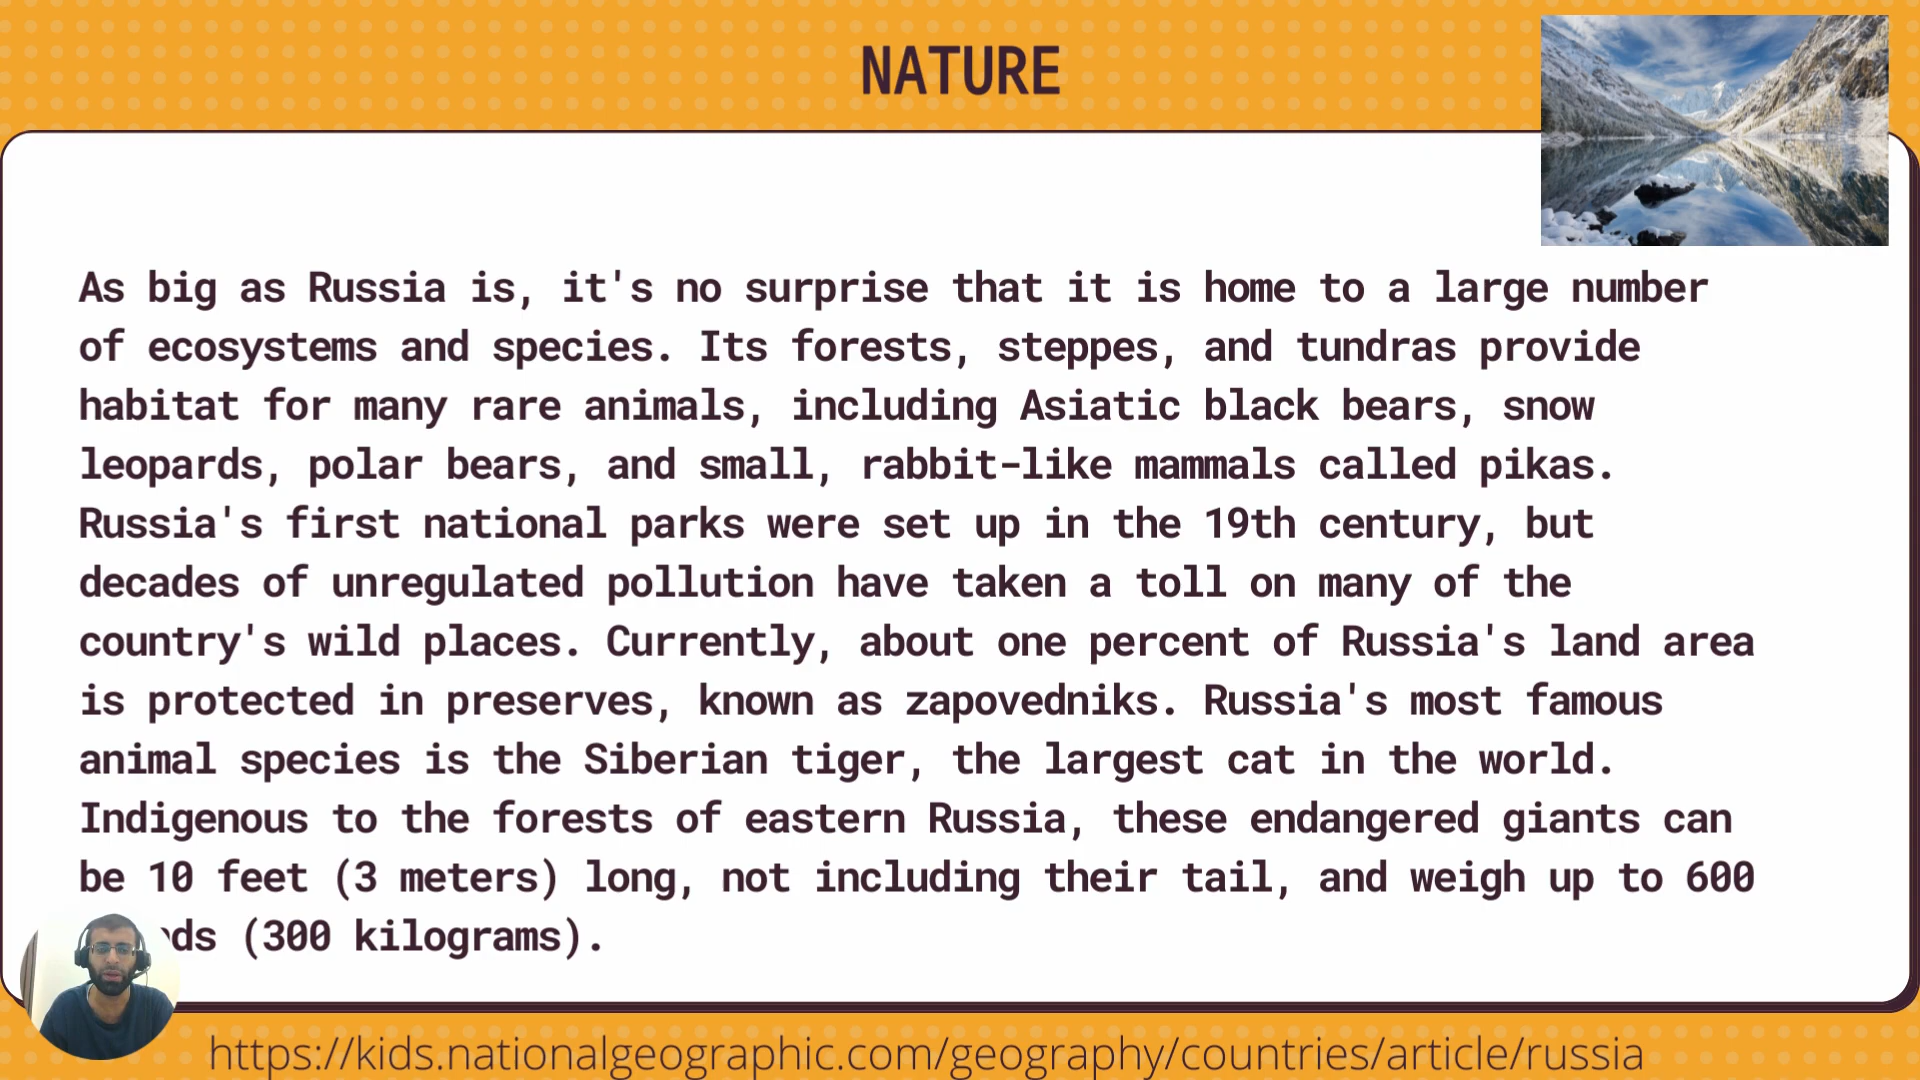 NATURE
As big as Russia is, it's no surprise that it is home to a large number
of ecosystems and species. Its forests, steppes, and tundras provide
habitat for many rare animals, including Asiatic black bears, snow
leopards, polar bears, and small, rabbit-like mammals called pikas.
Russia's first national parks were set up in the 19th century, but
decades of unregulated pollution have taken a toll on many of the
country's wild places. Currently, about one percent of Russia's land area
is protected in preserves, known as zapovedniks. Russia's most famous
animal species is the Siberian tiger, the largest cat in the world.
Indigenous to the forests of eastern Russia, these endangered giants can
be 10 feet (3 meters) long, not including their tail, and weigh up to 600
(300 kilograms).
https://kids.nationalgeographic.com/geography/countries/article/russia